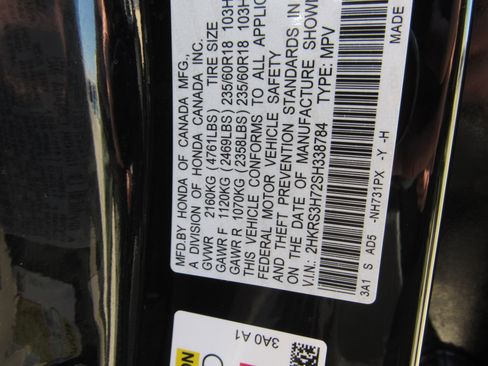 MFD.BY HONDA OF CANADA MFG.,
A DIVISION OF HONDA CANADA INC.
GVWR 2160KG (4761LBS) TIRE SIZE
GAWR F 1120KG (2469LBS) 235/60R18 103H
GAWR R 1070KG (2358LBS) 235/60R18 103H
THIS VEHICLE CONFORMS TO ALL APPLIC
FEDERAL MOTOR VEHICLE SAFETY
AND THEFT PREVENTION STANDARDS IN
ON THE DATE OF MANUFACTURE SHOWN
V.I.N.: 2HKRS3H72SH338784 TYPE: MPV
3A1 S AD5 -NH731PX -Y -H
MADE
3A0 A1